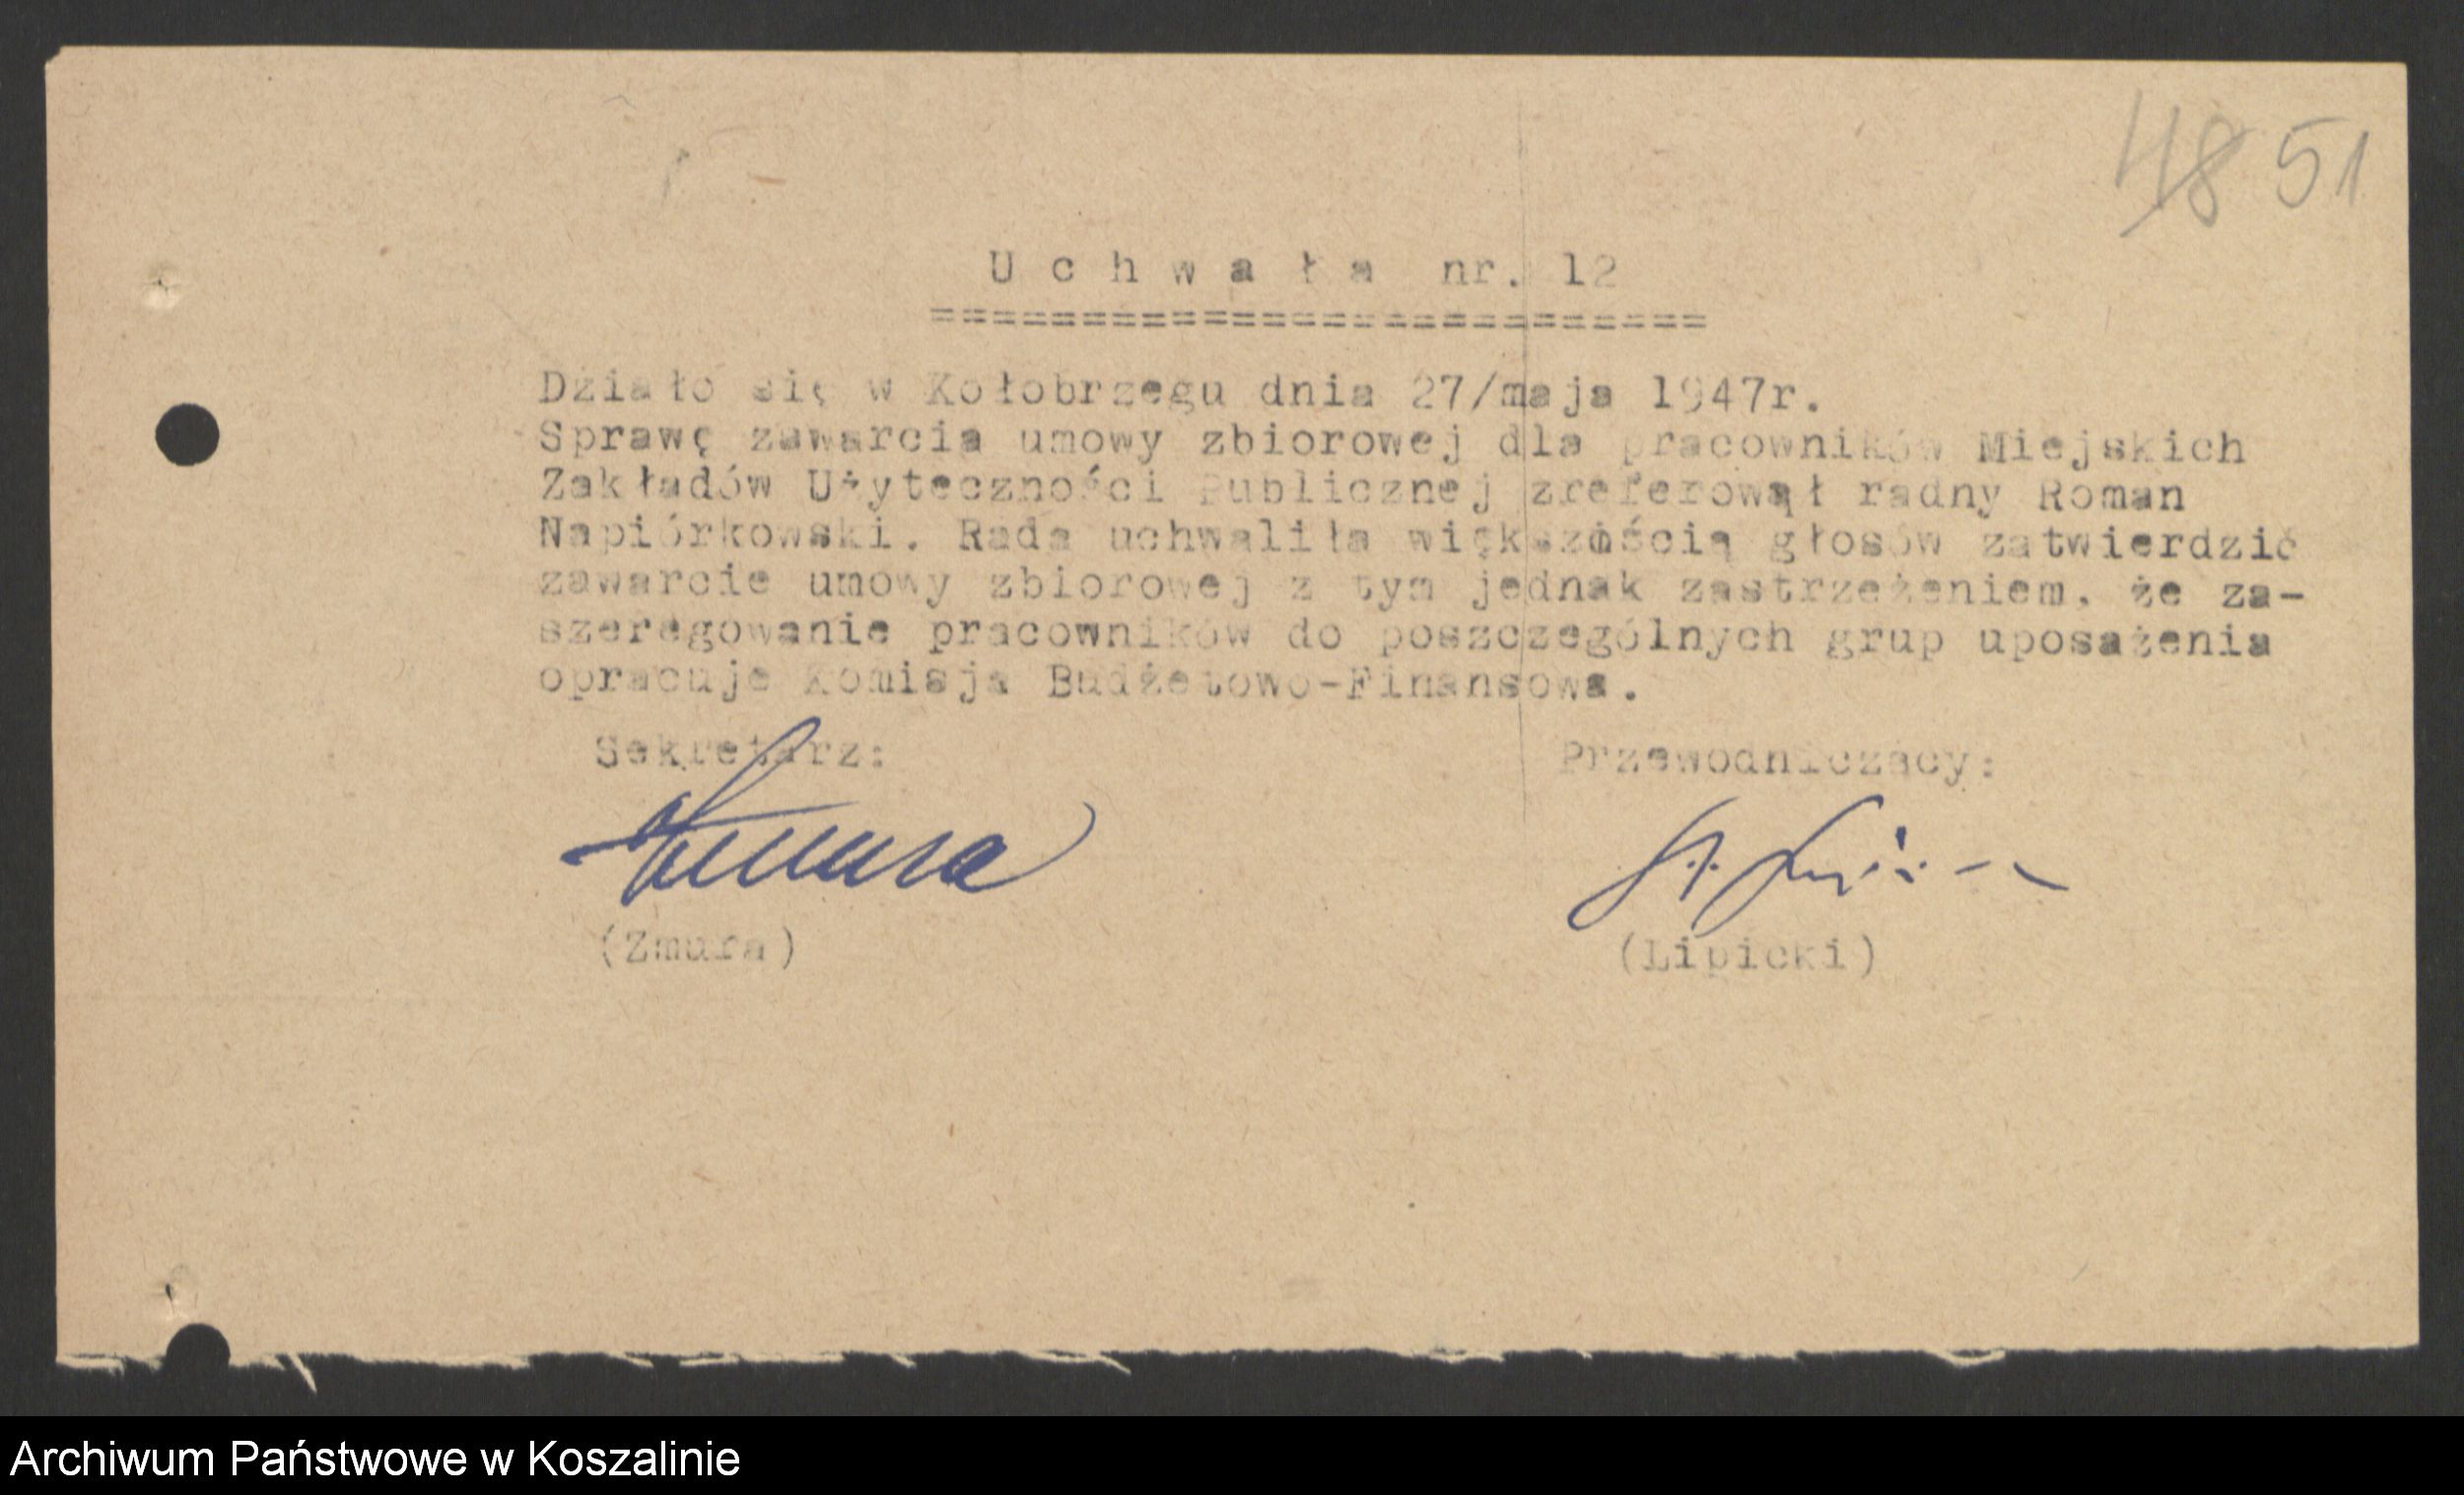 48 51
U c h w a ł a nr. 12
==========================
Działo się w Kołobrzegu dnia 27/maja 1947r.
Sprawę zawarcia umowy zbiorowej dla pracowników Miejskich
Zakładów Użyteczności Publicznej zreferował radny Roman
Napiórkowski. Rada uchwaliła większością głosów zatwierdzić
zawarcie umowy zbiorowej z tym jednak zastrzeżeniem, że za-
szeregowanie pracowników do poszczególnych grup uposażenia
opracuje Komisja Budżetowo-Finansowa.
Sekretarz: Przewodniczący:
Zmura
(Zmura) (Lipicki)
Archiwum Państwowe w Koszalinie